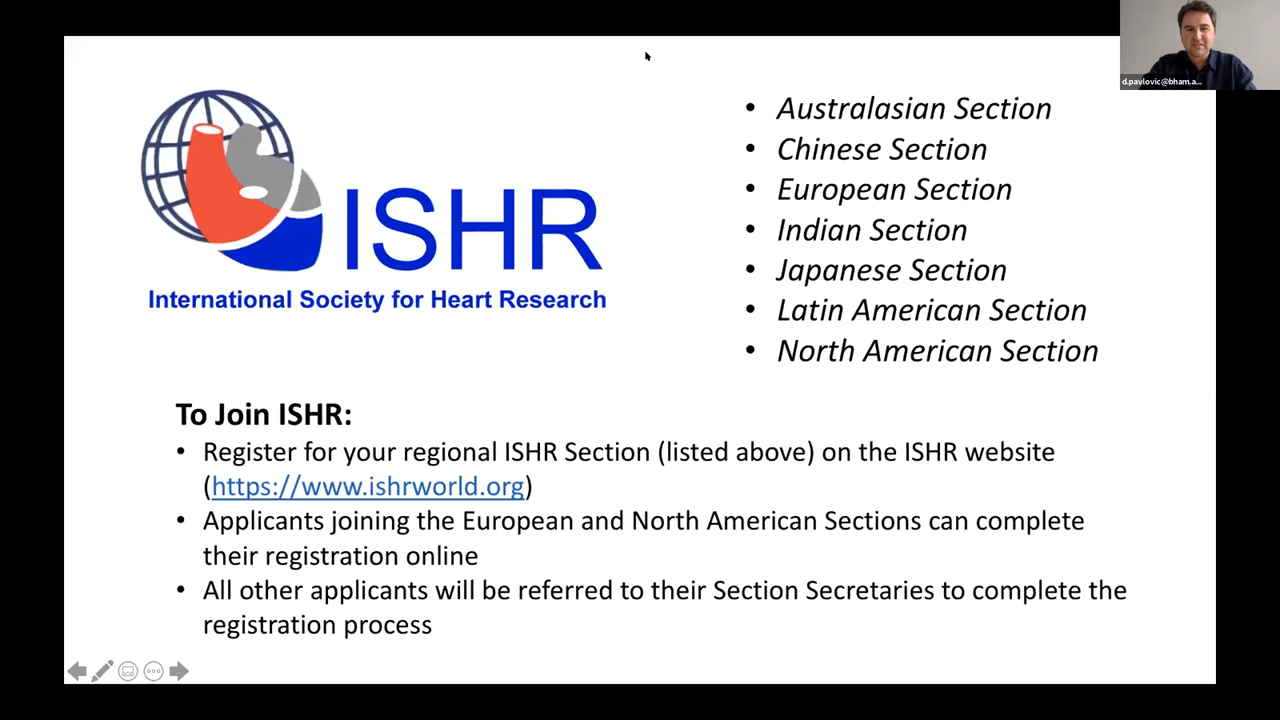 d.pavlovic@bham.a...
ISHR
International Society for Heart Research
• Australasian Section
• Chinese Section
• European Section
• Indian Section
• Japanese Section
• Latin American Section
• North American Section
To Join ISHR:
• Register for your regional ISHR Section (listed above) on the ISHR website
(https://www.ishrworld.org)
• Applicants joining the European and North American Sections can complete
their registration online
• All other applicants will be referred to their Section Secretaries to complete the
registration process